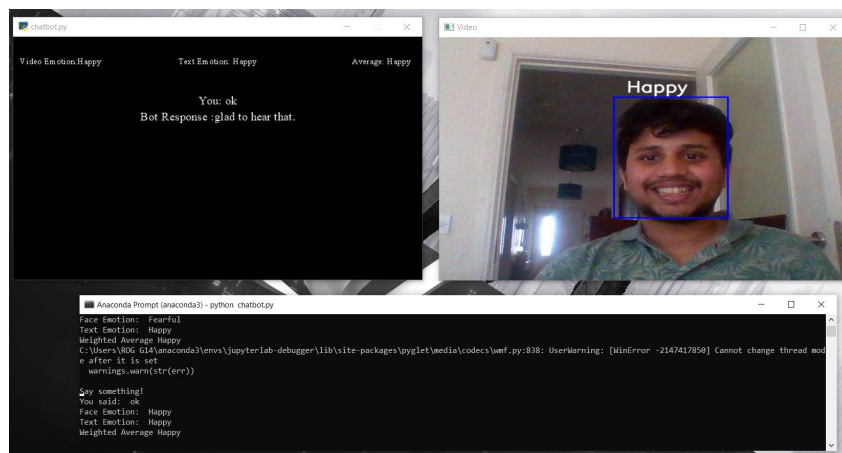 chatbot.py
Video Emotion:Happy Text Emotion: Happy Average: Happy
You: ok
Bot Response :glad to hear that.
Video
Happy
Anaconda Prompt (anaconda3) - python chatbot.py
Face Emotion: Fearful
Text Emotion: Happy
Weighted Average Happy
C:\Users\ROG G14\anaconda3\envs\jupyterlab-debugger\lib\site-packages\pyglet\media\codecs\wmf.py:838: UserWarning: [WinError -2147417850] Cannot change thread mod
e after it is set
warnings.warn(str(err))
Say something!
You said: ok
Face Emotion: Happy
Text Emotion: Happy
Weighted Average Happy